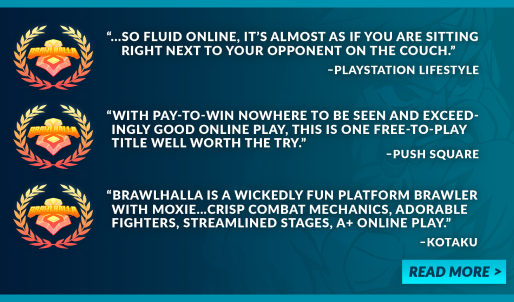 BRAWLHALLA
"...SO FLUID ONLINE, IT'S ALMOST AS IF YOU ARE SITTING
RIGHT NEXT TO YOUR OPPONENT ON THE COUCH."
–PLAYSTATION LIFESTYLE
BRAWLHALLA
"WITH PAY-TO-WIN NOWHERE TO BE SEEN AND EXCEED-
INGLY GOOD ONLINE PLAY, THIS IS ONE FREE-TO-PLAY
TITLE WELL WORTH THE TRY."
–PUSH SQUARE
BRAWLHALLA
"BRAWLHALLA IS A WICKEDLY FUN PLATFORM BRAWLER
WITH MOXIE...CRISP COMBAT MECHANICS, ADORABLE
FIGHTERS, STREAMLINED STAGES, A+ ONLINE PLAY."
–KOTAKU
READ MORE >